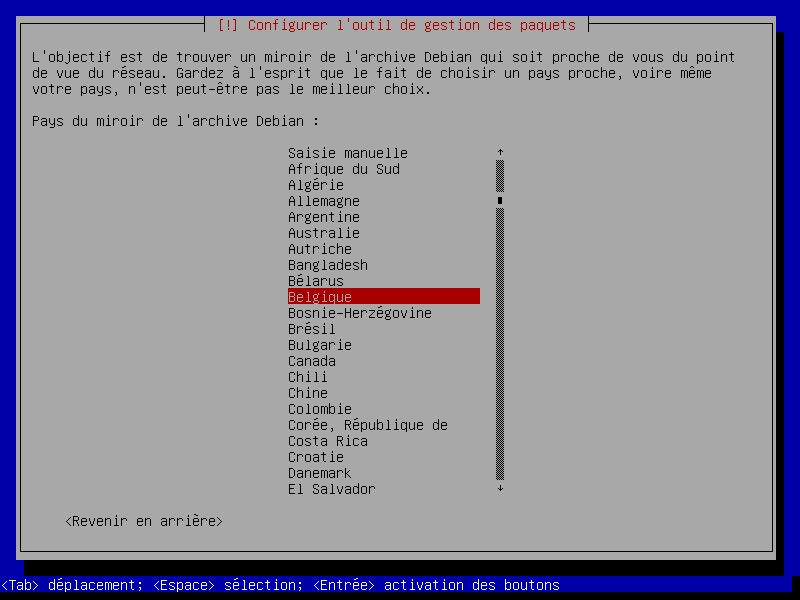 [!] Configurer l'outil de gestion des paquets
L'objectif est de trouver un miroir de l'archive Debian qui soit proche de vous du point
de vue du réseau. Gardez à l'esprit que le fait de choisir un pays proche, voire même
votre pays, n'est peut-être pas le meilleur choix.
Pays du miroir de l'archive Debian :
Saisie manuelle
Afrique du Sud
Algérie
Allemagne
Argentine
Australie
Autriche
Bangladesh
Bélarus
Belgique
Bosnie-Herzégovine
Brésil
Bulgarie
Canada
Chili
Chine
Colombie
Corée, République de
Costa Rica
Croatie
Danemark
El Salvador
<Revenir en arrière>
<Tab> déplacement; <Espace> sélection; <Entrée> activation des boutons